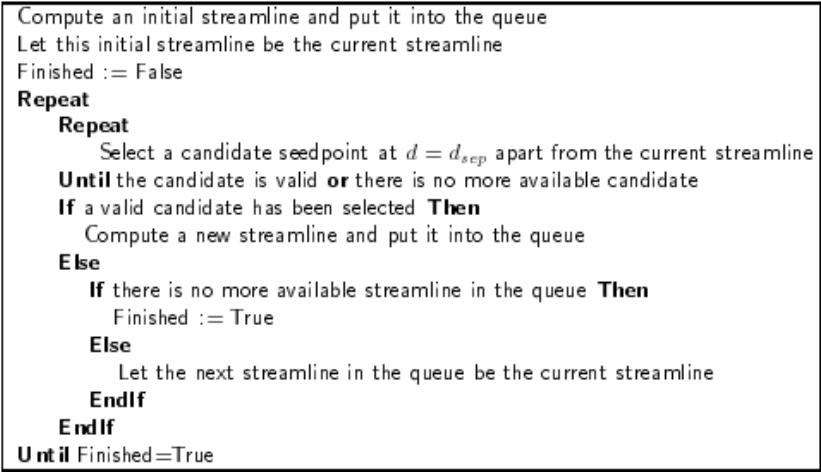 Compute an initial streamline and put it into the queue
Let this initial streamline be the current streamline
Finished := False
Repeat
Repeat
Select a candidate seedpoint at d = d_sep apart from the current streamline
Until the candidate is valid or there is no more available candidate
If a valid candidate has been selected Then
Compute a new streamline and put it into the queue
Else
If there is no more available streamline in the queue Then
Finished := True
Else
Let the next streamline in the queue be the current streamline
EndIf
EndIf
Until Finished=True